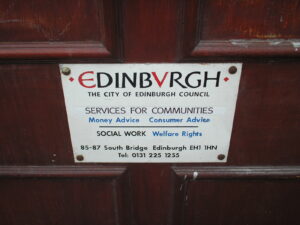 ·EDINBVRGH·
THE CITY OF EDINBURGH COUNCIL
SERVICES FOR COMMUNITIES
Money Advice Consumer Advice
SOCIAL WORK Welfare Rights
85-87 South Bridge Edinburgh EH1 1HN
Tel: 0131 225 1255